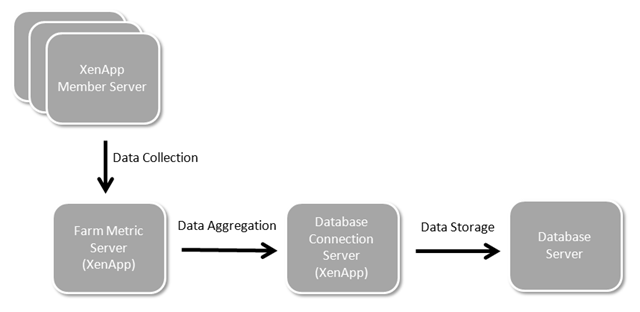 XenApp
Member Server
Data Collection
Farm Metric
Server
(XenApp)
Data Aggregation
Database
Connection
Server
(XenApp)
Data Storage
Database
Server